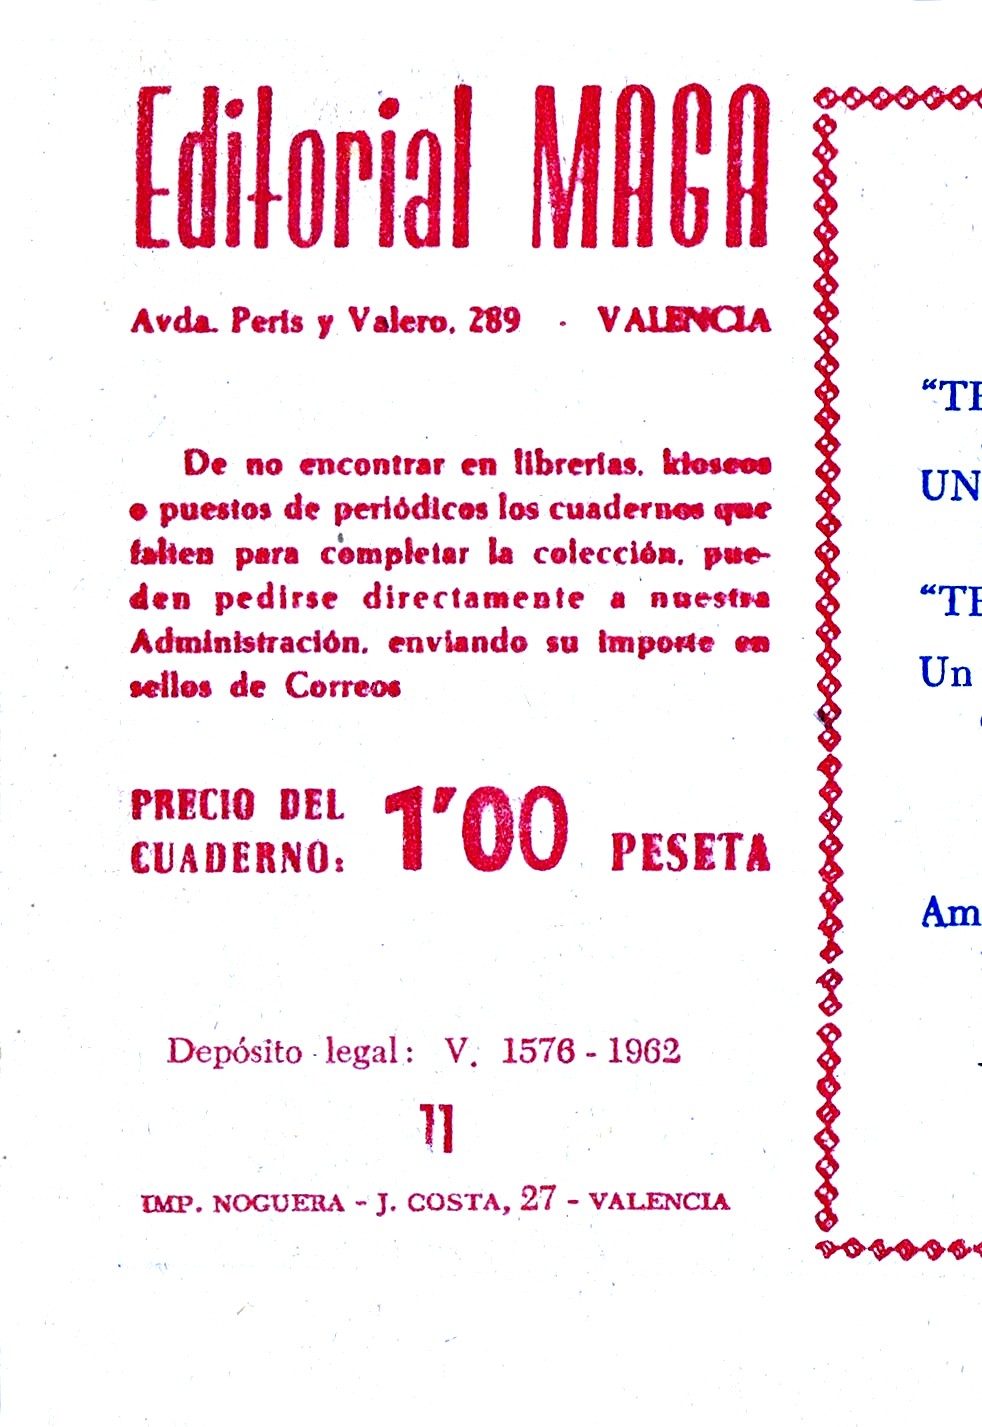 Editorial MAGA
Avda. Peris y Valero, 289 - VALENCIA
De no encontrar en librerías, kioscos
o puestos de periódicos los cuadernos que
falten para completar la colección, pue-
den pedirse directamente a nuestra
Administración, enviando su importe en
sellos de Correos
PRECIO DEL
CUADERNO: 1'00 PESETA
Depósito legal: V. 1576 - 1962
11
IMP. NOGUERA - J. COSTA, 27 - VALENCIA
UN
Un
Am